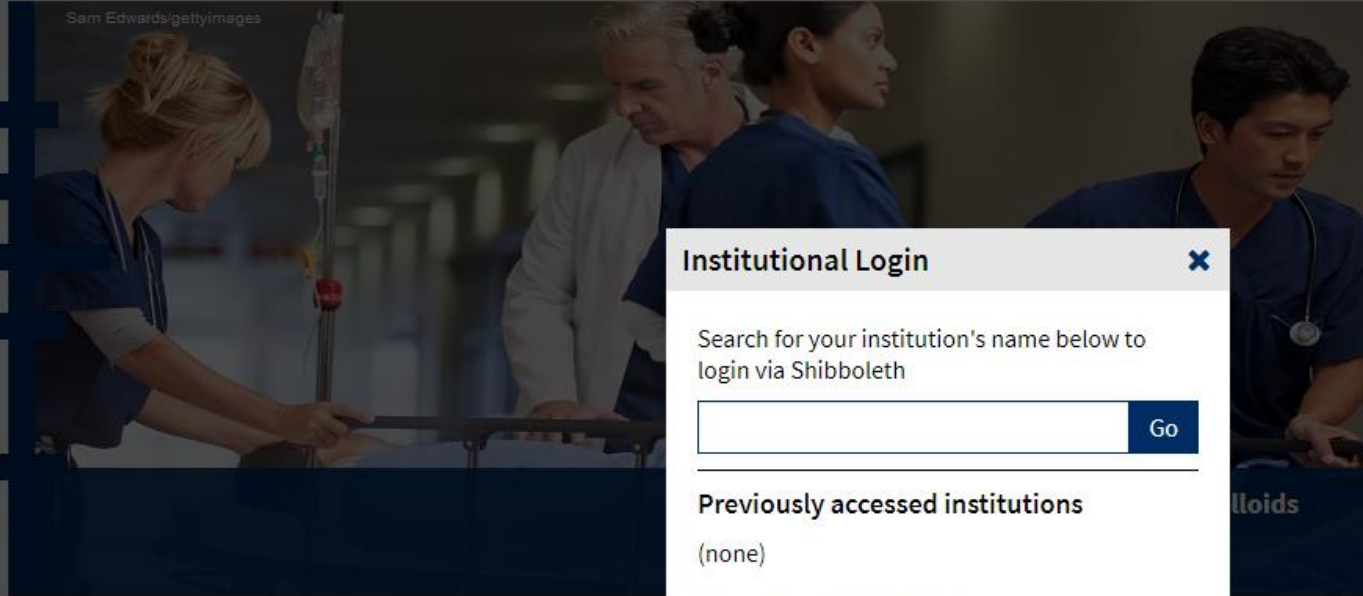 Sam Edwards/gettyimages
Institutional Login
Search for your institution's name below to
login via Shibboleth
Go
Previously accessed institutions
lloids
(none)